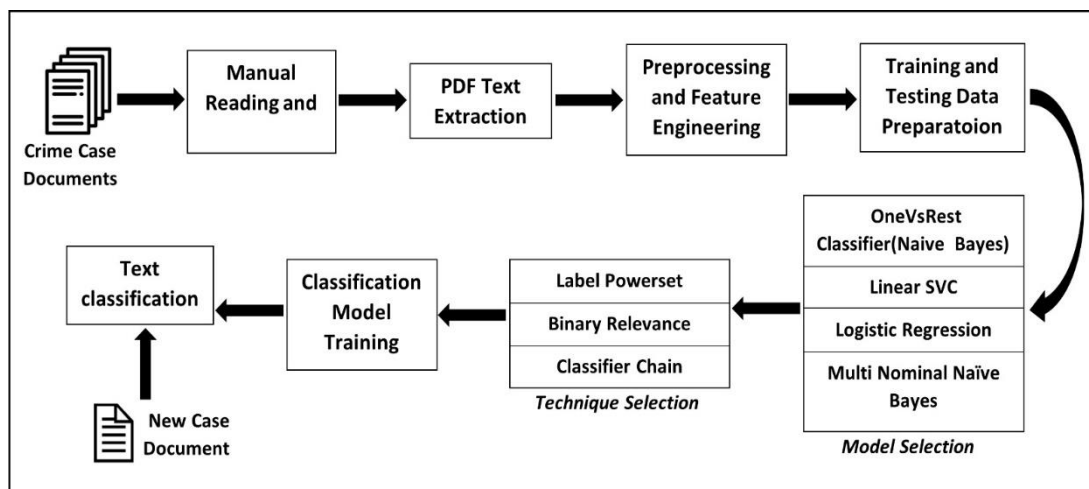 Crime Case
Documents
Manual
Reading and
PDF Text
Extraction
Preprocessing
and Feature
Engineering
Training and
Testing Data
Preparatoion
OneVsRest
Classifier(Naive Bayes)
Linear SVC
Logistic Regression
Multi Nominal Naïve
Bayes
Model Selection
Label Powerset
Binary Relevance
Classifier Chain
Technique Selection
Classification
Model
Training
Text
classification
New Case
Document